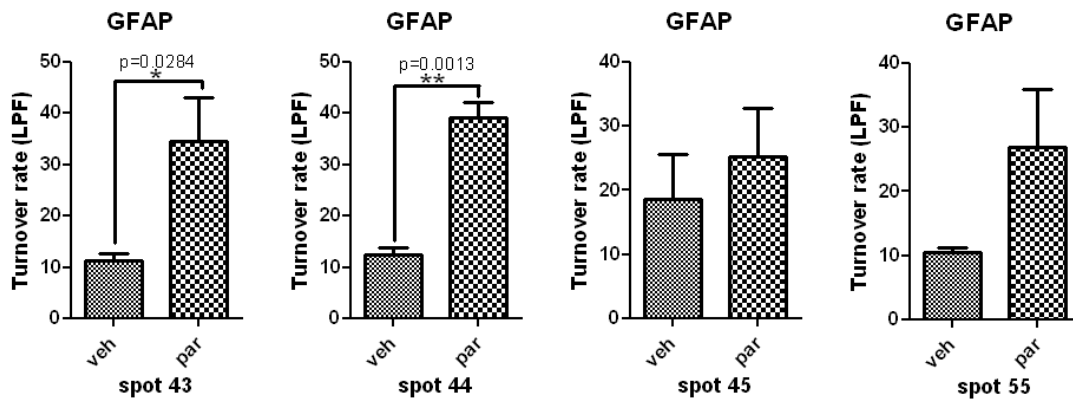 GFAP
p=0.0284
*
Turnover rate (LPF)
50
40
30
20
10
0
veh
par
spot 43
GFAP
p=0.0013
**
Turnover rate (LPF)
50
40
30
20
10
0
veh
par
spot 44
GFAP
Turnover rate (LPF)
40
30
20
10
0
veh
par
spot 45
GFAP
Turnover rate (LPF)
40
30
20
10
0
veh
par
spot 55